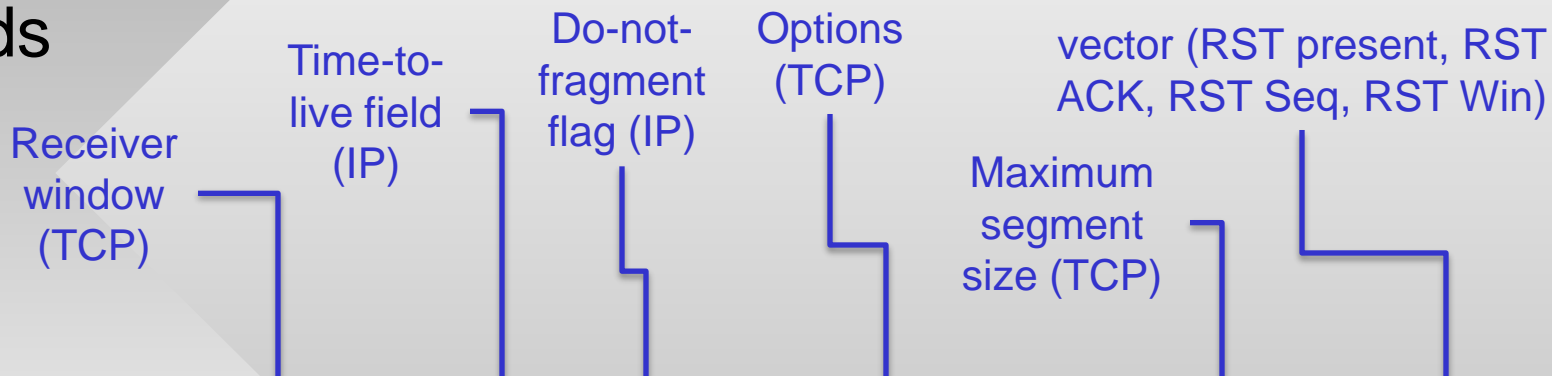 Receiver
window
(TCP)
Time-to-
live field
(IP)
Do-not-
fragment
flag (IP)
Options
(TCP)
Maximum
segment
size (TCP)
vector (RST present, RST
ACK, RST Seq, RST Win)